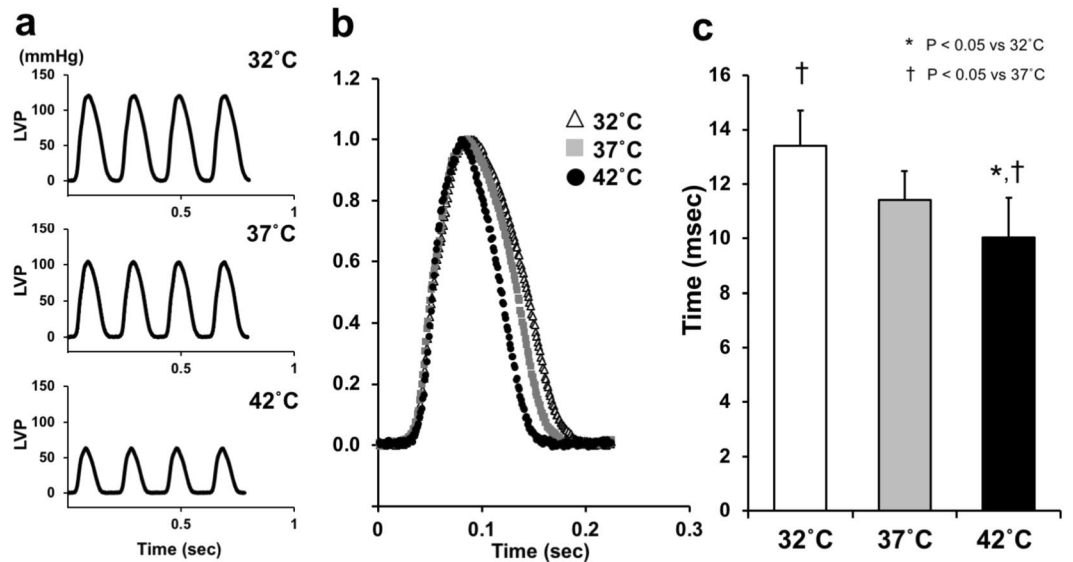 a
(mmHg)
32˚C
150
100
50
0
LVP
0.5
1
37˚C
150
100
50
0
LVP
0.5
1
42˚C
150
100
50
0
LVP
0.5
1
Time (sec)
b
1.2
1.0
0.8
0.6
0.4
0.2
0.0
32˚C
37˚C
42˚C
0
0.1
0.2
0.3
Time (sec)
c
* P < 0.05 vs 32˚C
† P < 0.05 vs 37˚C
Time (msec)
16
14
12
10
8
6
4
2
0
†
*,†
32˚C
37˚C
42˚C